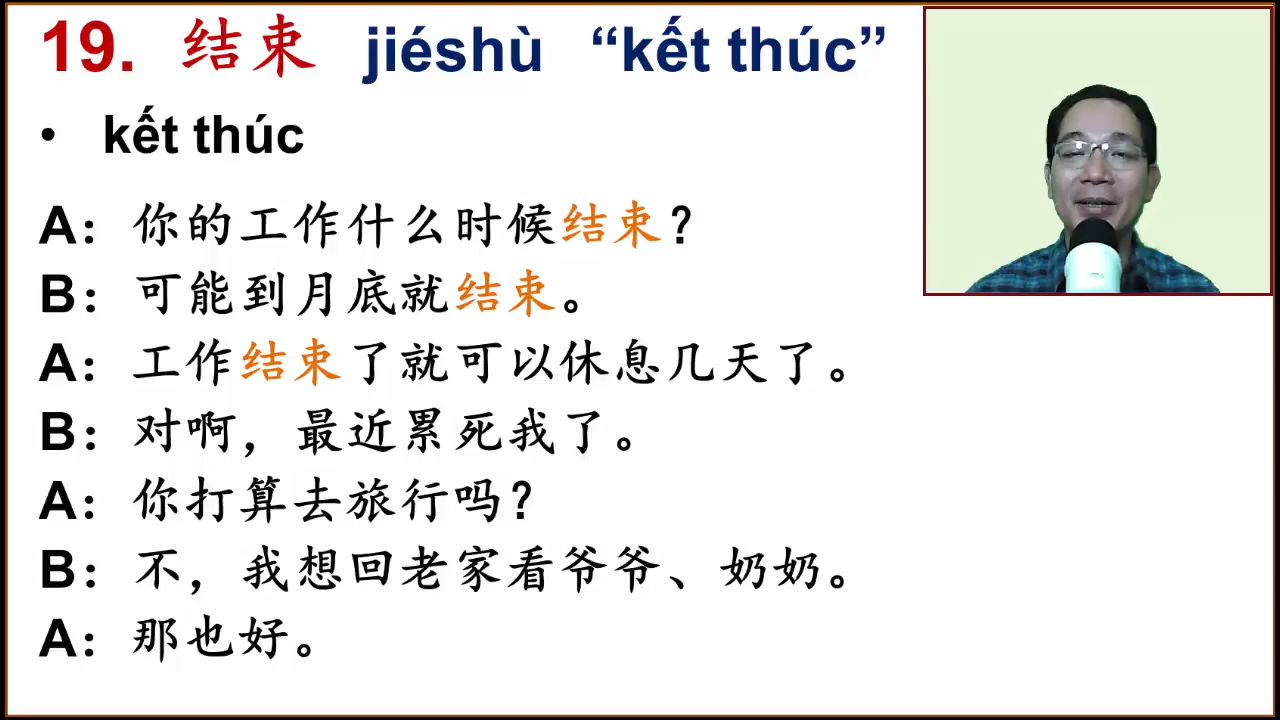 19. 结束 jiéshù “kết thúc”
• kết thúc
A：你的工作什么时候结束？
B：可能到月底就结束。
A：工作结束了就可以休息几天了。
B：对啊，最近累死我了。
A：你打算去旅行吗？
B：不，我想回老家看爷爷、奶奶。
A：那也好。